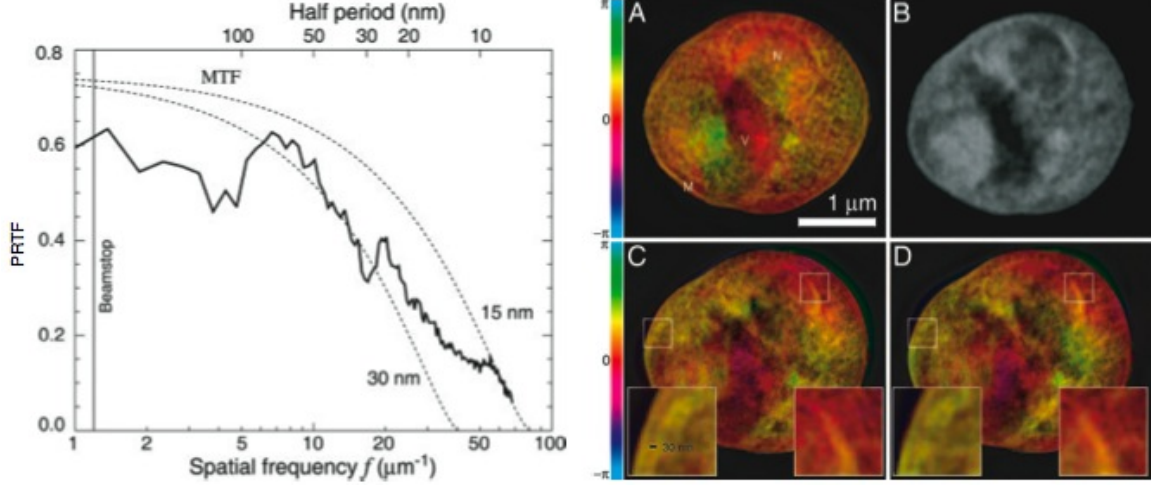 Half period (nm)
100 50 30 20 10
0.8
0.6
0.4
0.2
0.0
PRTF
MTF
Beamstop
15 nm
30 nm
1 2 5 10 20 50 100
Spatial frequency f (μm⁻¹)
π
0
−π
A
N
V
M
1 μm
B
π
0
−π
C
30 nm
D